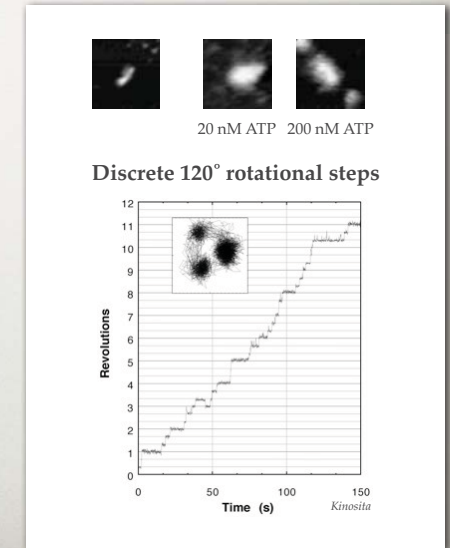 20 nM ATP 200 nM ATP
Discrete 120° rotational steps
12
11
10
9
8
7
6
5
4
3
2
1
0
Revolutions
0 50 100 150
Time (s)
Kinosita